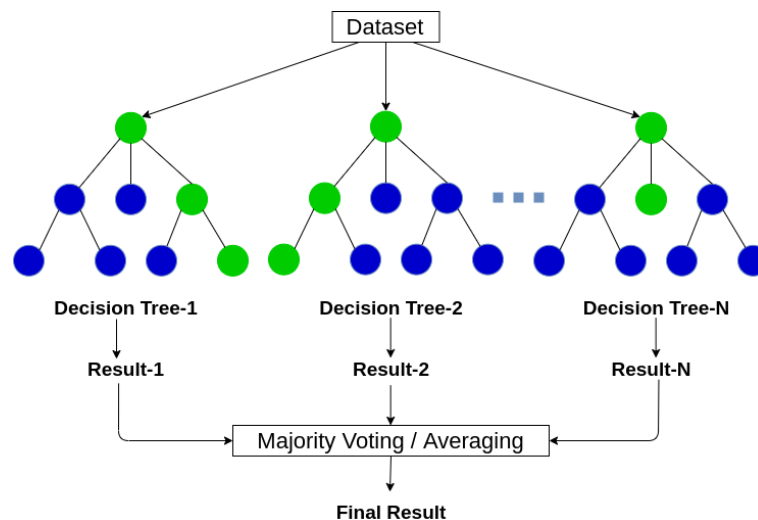 Dataset
Decision Tree-1
Decision Tree-2
Decision Tree-N
Result-1
Result-2
Result-N
Majority Voting / Averaging
Final Result